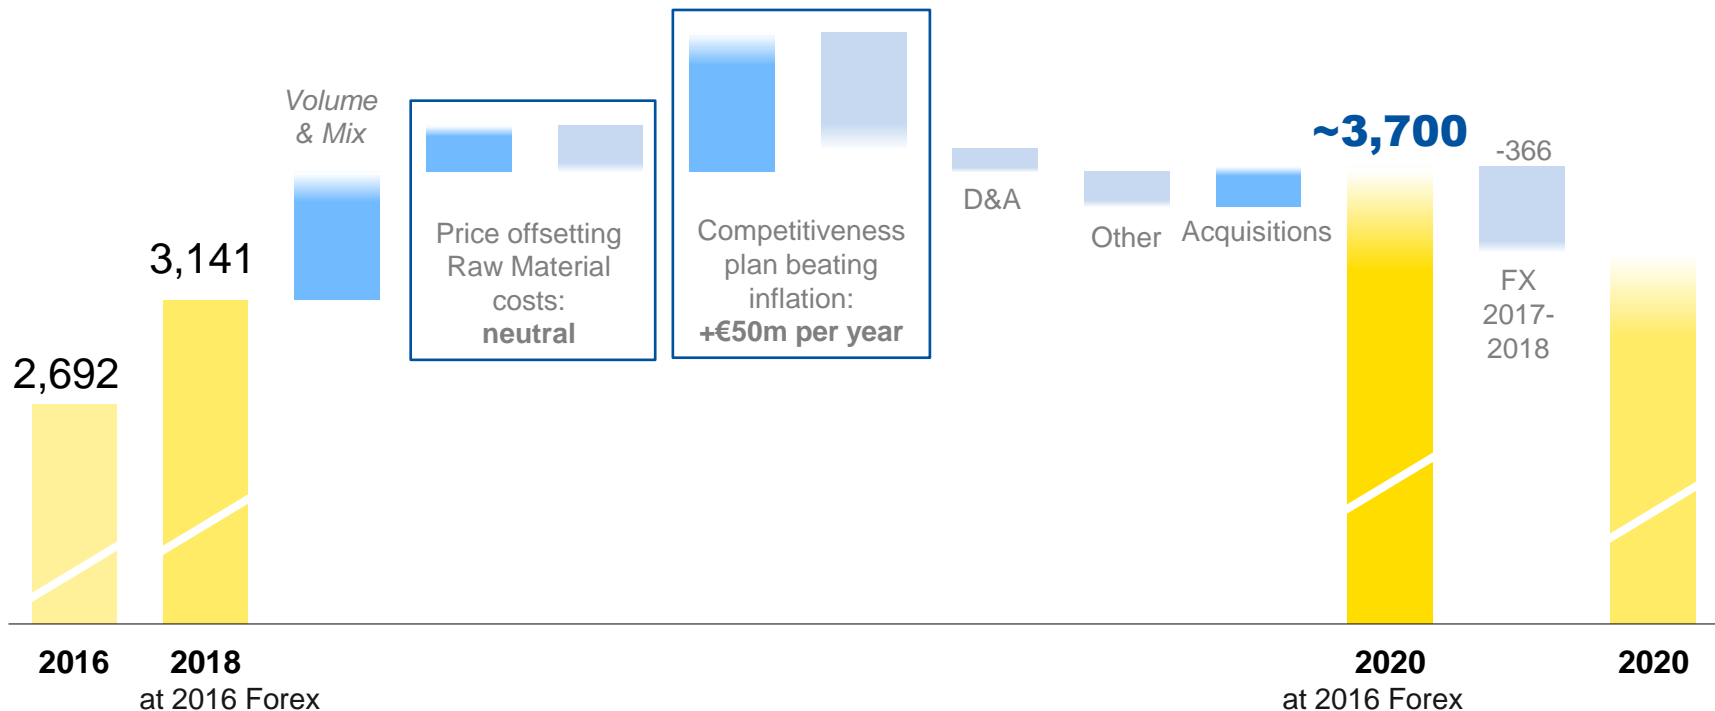 Volume
& Mix
2,692
3,141
Price offsetting
Raw Material
costs:
neutral
Competitiveness
plan beating
inflation:
+€50m per year
D&A
Other
Acquisitions
~3,700
-366
FX
2017-
2018
2016
2018
at 2016 Forex
2020
at 2016 Forex
2020